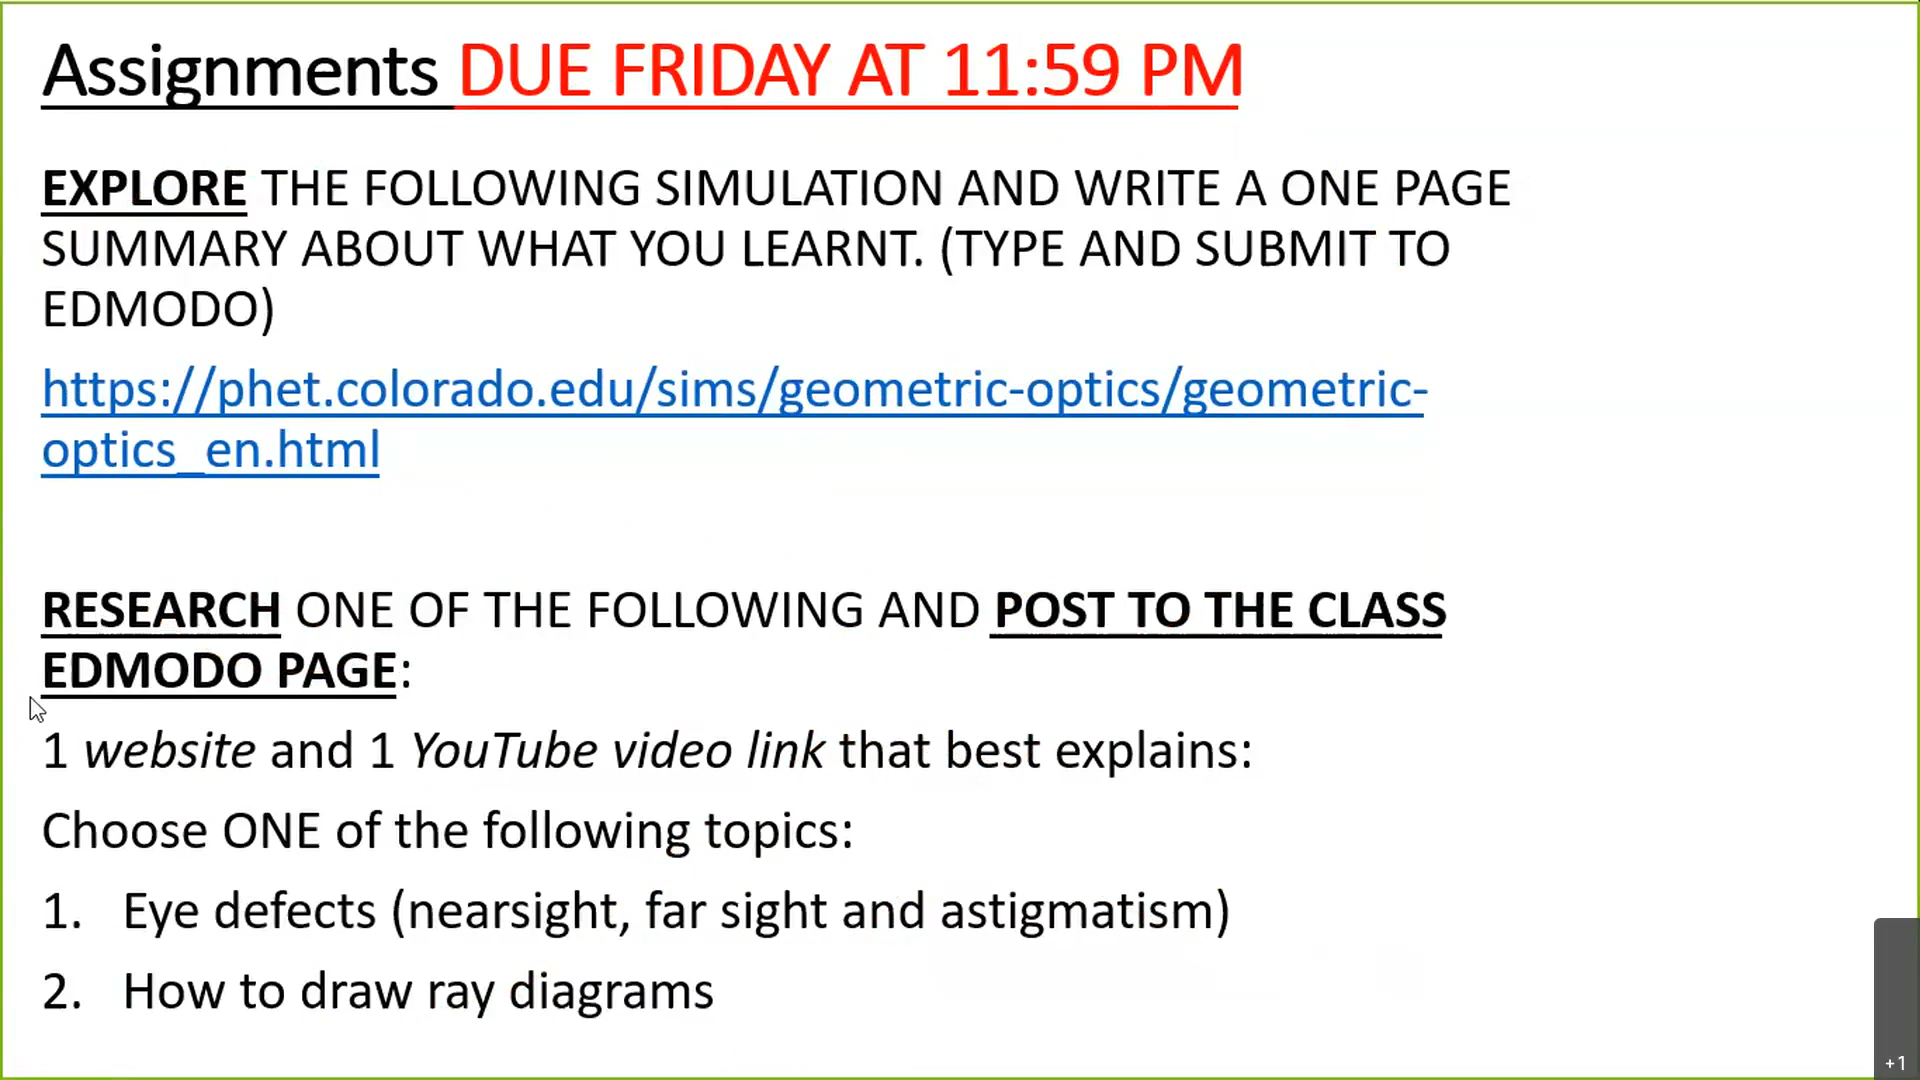 Assignments DUE FRIDAY AT 11:59 PM
EXPLORE THE FOLLOWING SIMULATION AND WRITE A ONE PAGE
SUMMARY ABOUT WHAT YOU LEARNT. (TYPE AND SUBMIT TO
EDMODO)
https://phet.colorado.edu/sims/geometric-optics/geometric-
optics_en.html
RESEARCH ONE OF THE FOLLOWING AND POST TO THE CLASS
EDMODO PAGE:
1 website and 1 YouTube video link that best explains:
Choose ONE of the following topics:
1. Eye defects (nearsight, far sight and astigmatism)
2. How to draw ray diagrams
+1